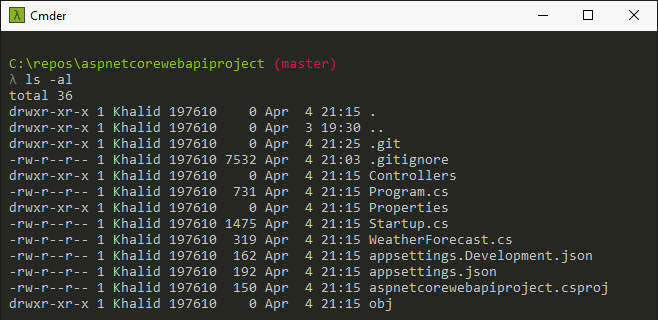 λ Cmder
C:\repos\aspnetcorewebapiproject (master)
λ ls -al
total 36
drwxr-xr-x 1 Khalid 197610    0 Apr  4 21:15 .
drwxr-xr-x 1 Khalid 197610    0 Apr  3 19:30 ..
drwxr-xr-x 1 Khalid 197610    0 Apr  4 21:25 .git
-rw-r--r-- 1 Khalid 197610 7532 Apr  4 21:03 .gitignore
drwxr-xr-x 1 Khalid 197610    0 Apr  4 21:15 Controllers
-rw-r--r-- 1 Khalid 197610  731 Apr  4 21:15 Program.cs
drwxr-xr-x 1 Khalid 197610    0 Apr  4 21:15 Properties
-rw-r--r-- 1 Khalid 197610 1475 Apr  4 21:15 Startup.cs
-rw-r--r-- 1 Khalid 197610  319 Apr  4 21:15 WeatherForecast.cs
-rw-r--r-- 1 Khalid 197610  162 Apr  4 21:15 appsettings.Development.json
-rw-r--r-- 1 Khalid 197610  192 Apr  4 21:15 appsettings.json
-rw-r--r-- 1 Khalid 197610  150 Apr  4 21:15 aspnetcorewebapiproject.csproj
drwxr-xr-x 1 Khalid 197610    0 Apr  4 21:15 obj